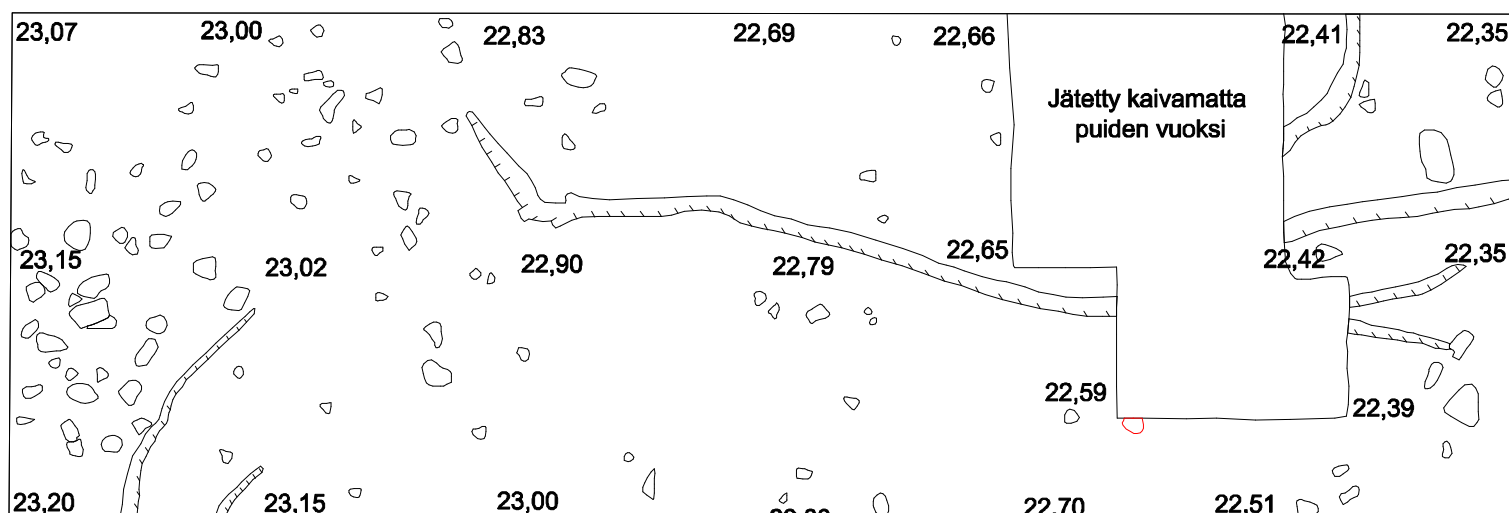 23,07 23,00 22,83 22,69 22,66 22,41 22,35
Jätetty kaivamatta
puiden vuoksi
23,15 23,02 22,90 22,79 22,65 22,42 22,35
22,59 22,39
23,20 23,15 23,00 22,70 22,51